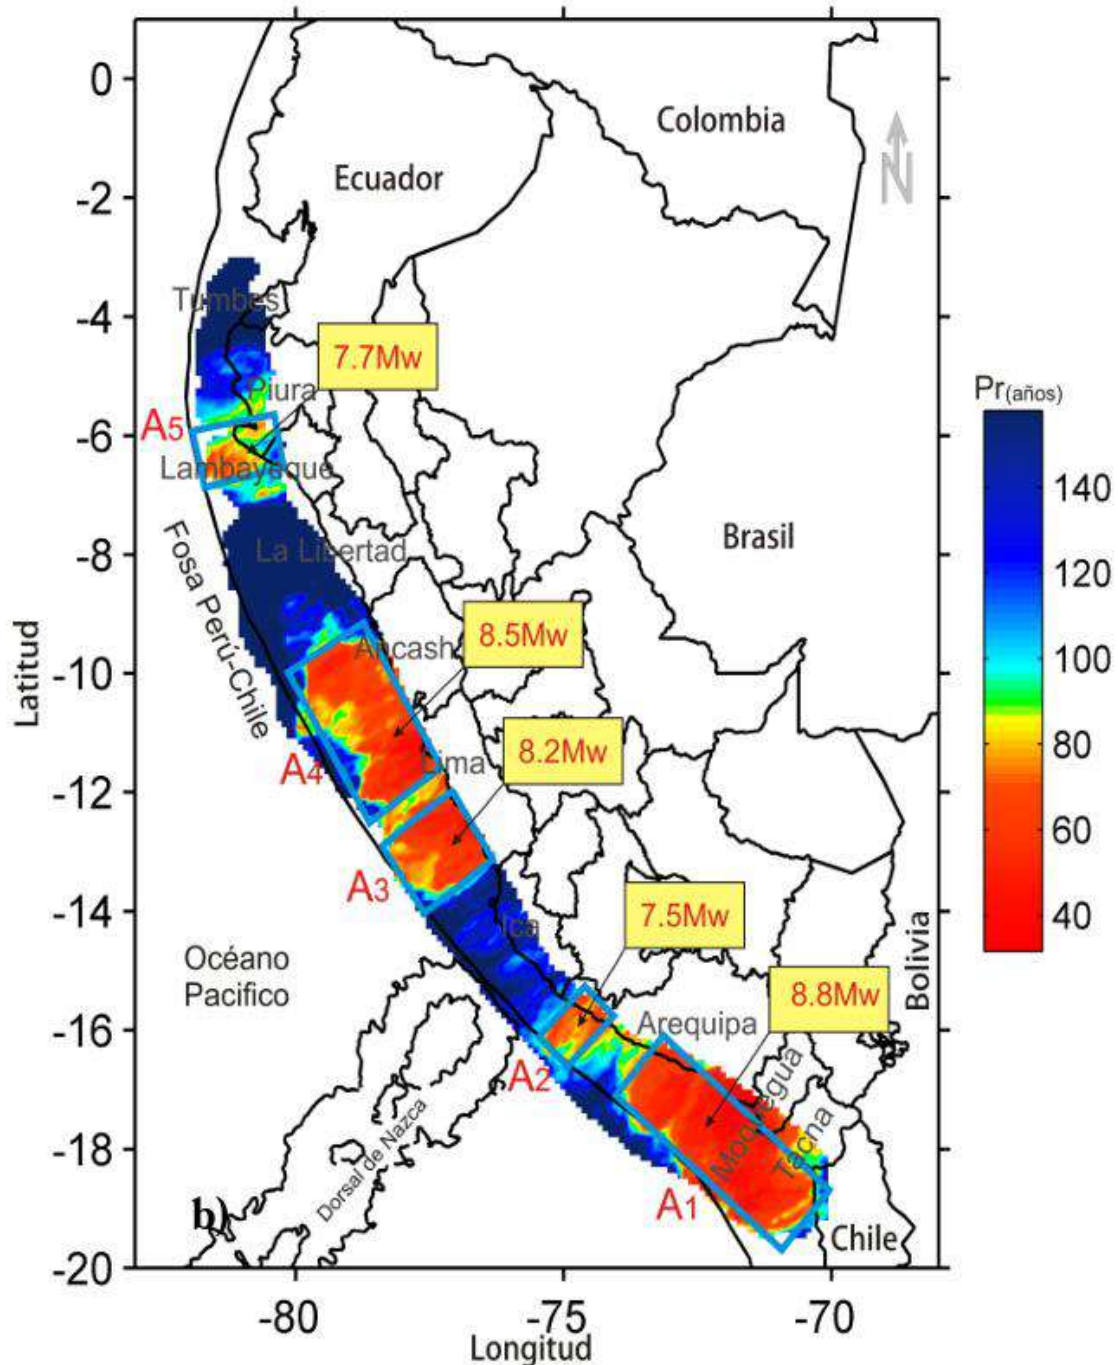 0
-2
-4
-6
-8
-10
-12
-14
-16
-18
-20
Latitud
-80
-75
-70
Longitud
Colombia
Ecuador
N
Tumbes
7.7Mw
Piura
A5
Lambayeque
Brasil
La Libertad
Fosa Perú-Chile
8.5Mw
Ancash
8.2Mw
Lima
A4
A3
7.5Mw
Ica
Océano
Pacifico
8.8Mw
Bolivia
Arequipa
A2
Moquegua
Tacna
Dorsal de Nazca
A1
b)
Chile
Pr(años)
140
120
100
80
60
40